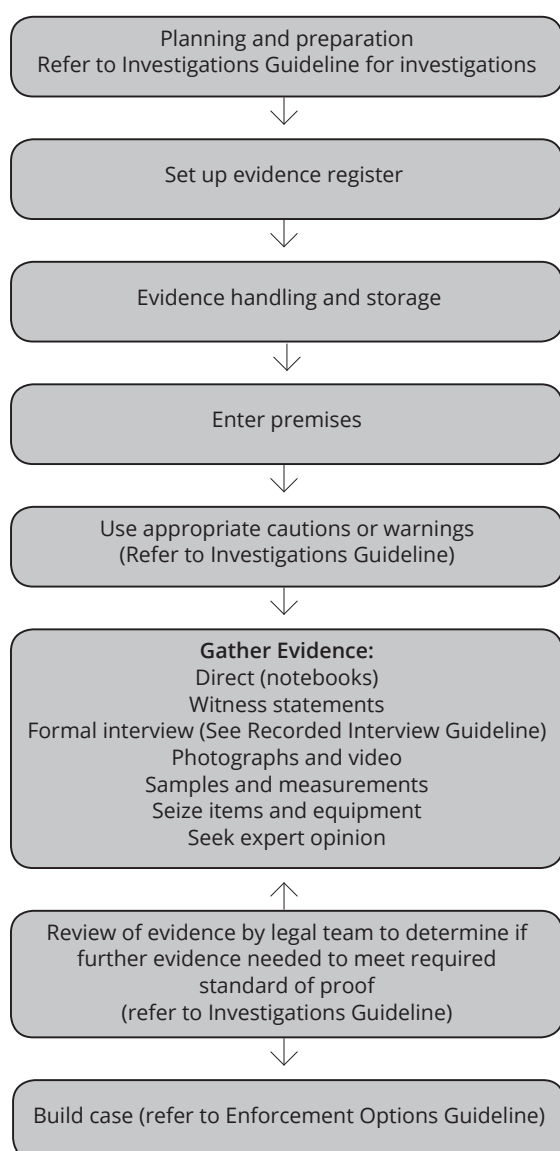 Planning and preparation
Refer to Investigations Guideline for investigations
Set up evidence register
Evidence handling and storage
Enter premises
Use appropriate cautions or warnings
(Refer to Investigations Guideline)
Gather Evidence:
Direct (notebooks)
Witness statements
Formal interview (See Recorded Interview Guideline)
Photographs and video
Samples and measurements
Seize items and equipment
Seek expert opinion
Review of evidence by legal team to determine if
further evidence needed to meet required
standard of proof
(refer to Investigations Guideline)
Build case (refer to Enforcement Options Guideline)